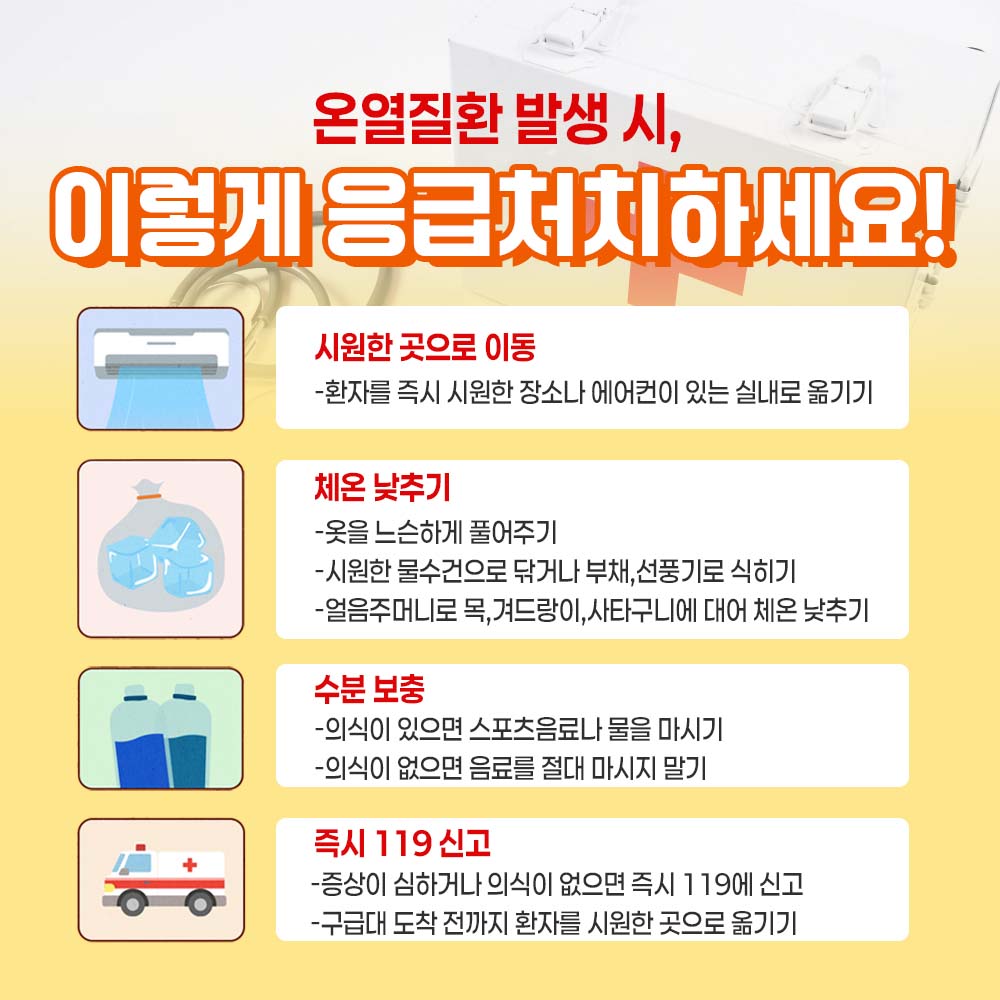 온열질환 발생 시,
이렇게 응급처치하세요!
시원한 곳으로 이동
-환자를 즉시 시원한 장소나 에어컨이 있는 실내로 옮기기
체온 낮추기
-옷을 느슨하게 풀어주기
-시원한 물수건으로 닦거나 부채,선풍기로 식히기
-얼음주머니로 목,겨드랑이,사타구니에 대어 체온 낮추기
수분 보충
-의식이 있으면 스포츠음료나 물을 마시기
-의식이 없으면 음료를 절대 마시지 말기
즉시 119 신고
-증상이 심하거나 의식이 없으면 즉시 119에 신고
-구급대 도착 전까지 환자를 시원한 곳으로 옮기기